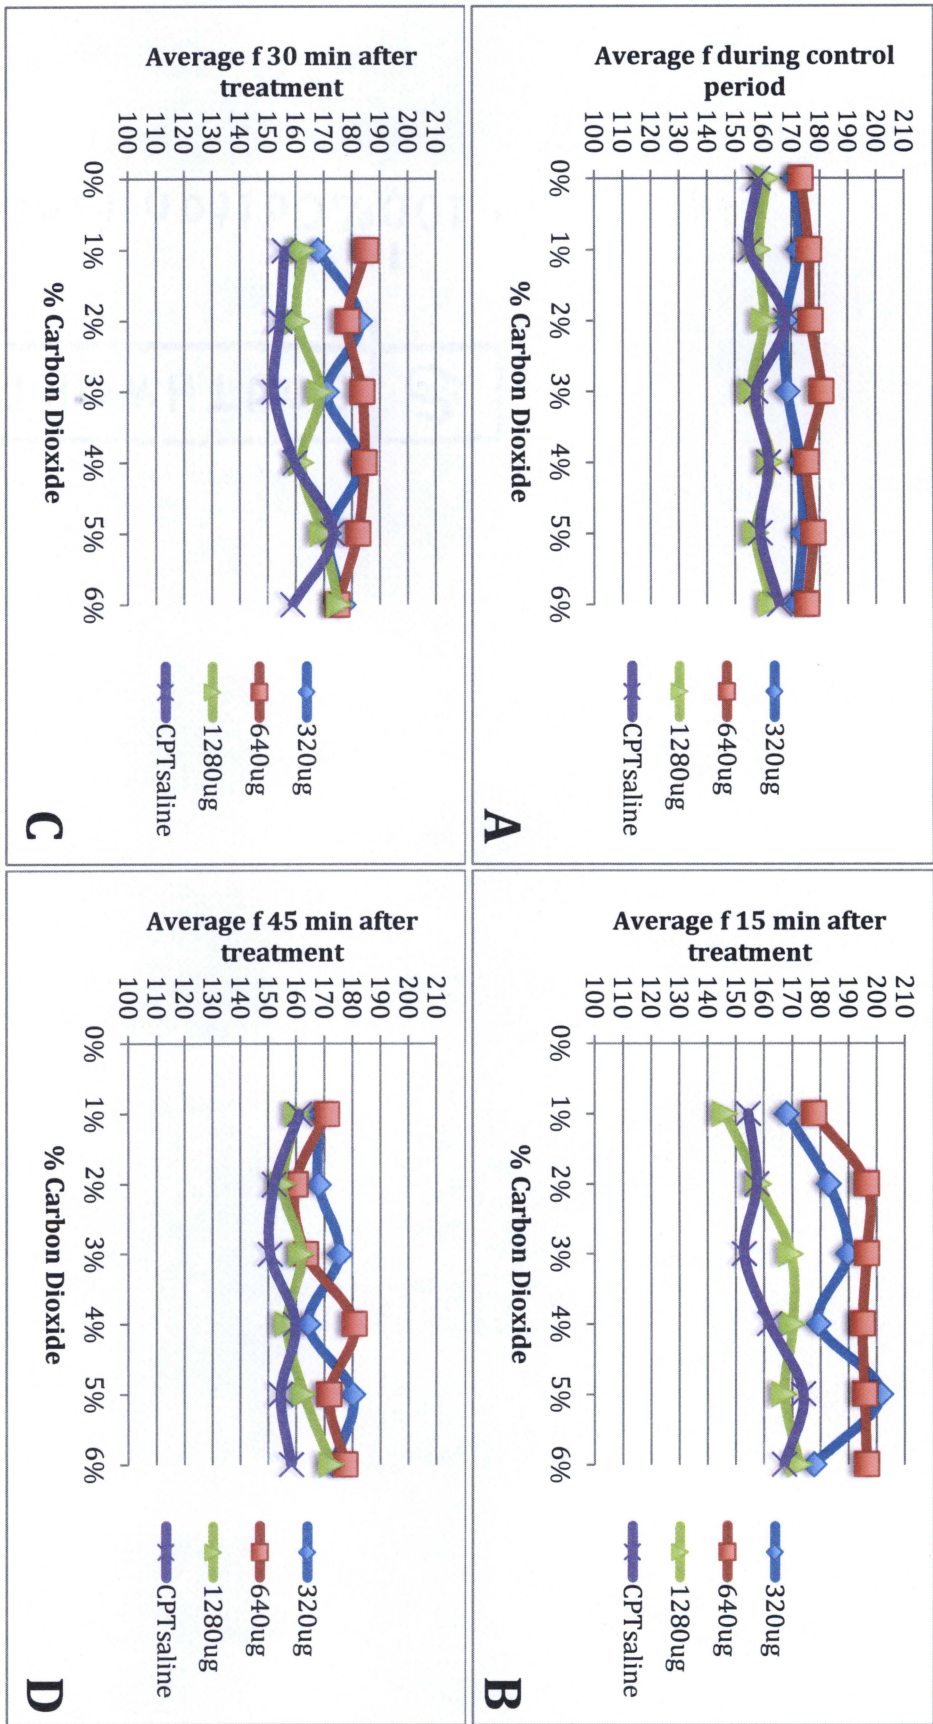 Average f during control
period
210
200
190
180
170
160
150
140
130
120
110
100
0% 1% 2% 3% 4% 5% 6%
% Carbon Dioxide
320ug
640ug
1280ug
CPTsaline
A
Average f 15 min after
treatment
210
200
190
180
170
160
150
140
130
120
110
100
0% 1% 2% 3% 4% 5% 6%
% Carbon Dioxide
320ug
640ug
1280ug
CPTsaline
B
Average f 30 min after
treatment
210
200
190
180
170
160
150
140
130
120
110
100
0% 1% 2% 3% 4% 5% 6%
% Carbon Dioxide
320ug
640ug
1280ug
CPTsaline
C
Average f 45 min after
treatment
210
200
190
180
170
160
150
140
130
120
110
100
0% 1% 2% 3% 4% 5% 6%
% Carbon Dioxide
320ug
640ug
1280ug
CPTsaline
D